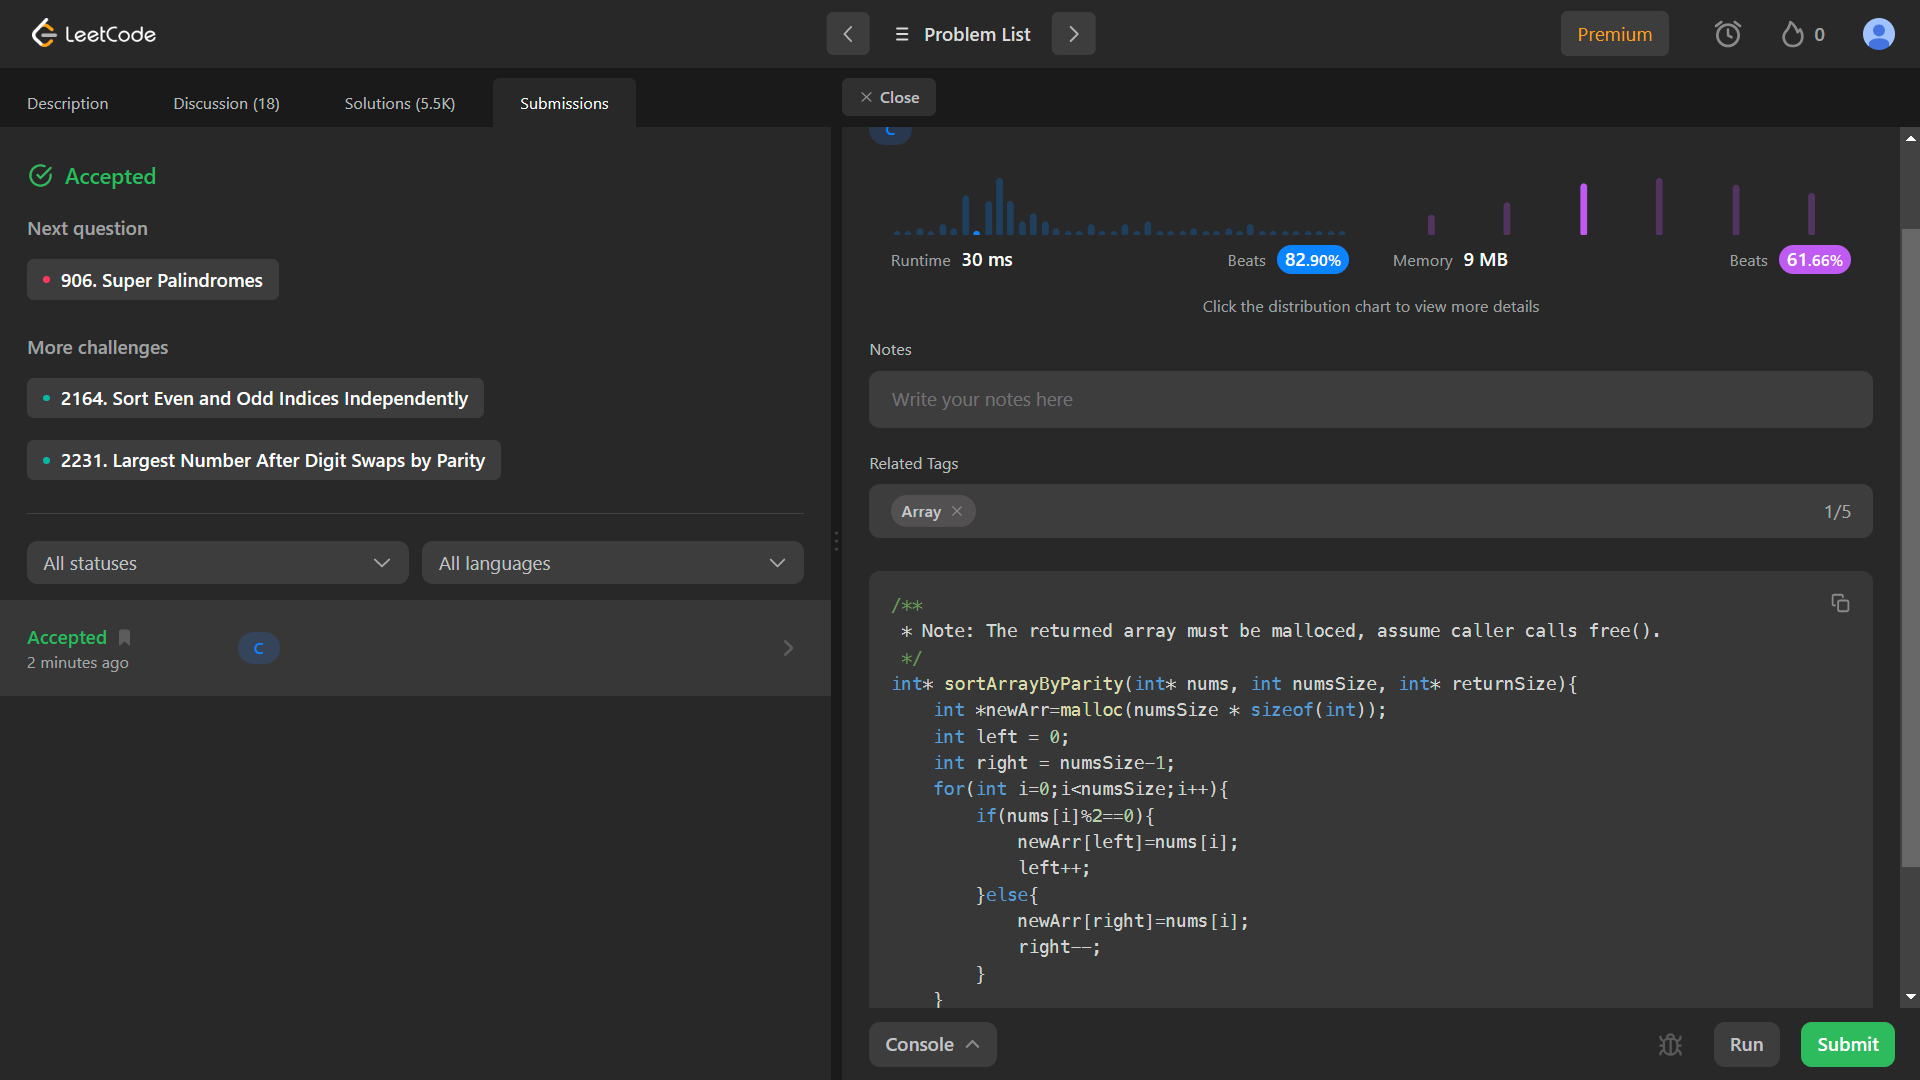 LeetCode
Problem List
Premium
0
Description
Discussion (18)
Solutions (5.5K)
Submissions
Close
Accepted
Next question
906. Super Palindromes
More challenges
2164. Sort Even and Odd Indices Independently
2231. Largest Number After Digit Swaps by Parity
All statuses
All languages
Accepted
C
2 minutes ago
C
Runtime 30 ms
Beats 82.90%
Memory 9 MB
Beats 61.66%
Click the distribution chart to view more details
Notes
Write your notes here
Related Tags
Array
1/5
/**
 * Note: The returned array must be malloced, assume caller calls free().
 */
int* sortArrayByParity(int* nums, int numsSize, int* returnSize){
    int *newArr=malloc(numsSize * sizeof(int));
    int left = 0;
    int right = numsSize-1;
    for(int i=0;i<numsSize;i++){
        if(nums[i]%2==0){
            newArr[left]=nums[i];
            left++;
        }else{
            newArr[right]=nums[i];
            right--;
        }
    }
Console
Run
Submit